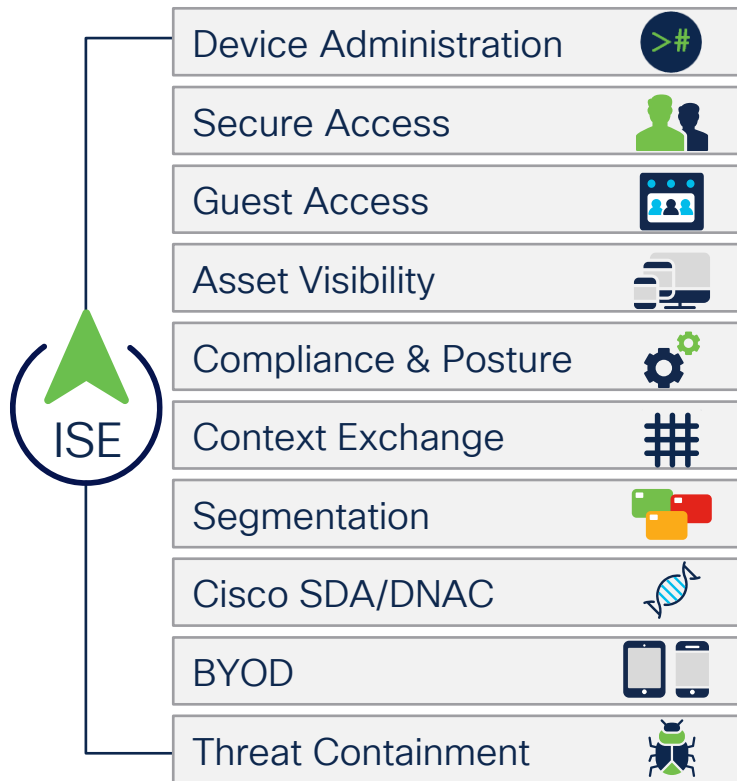 Device Administration
>#
Secure Access
Guest Access
Asset Visibility
Compliance & Posture
ISE
Context Exchange
Segmentation
Cisco SDA/DNAC
BYOD
Threat Containment